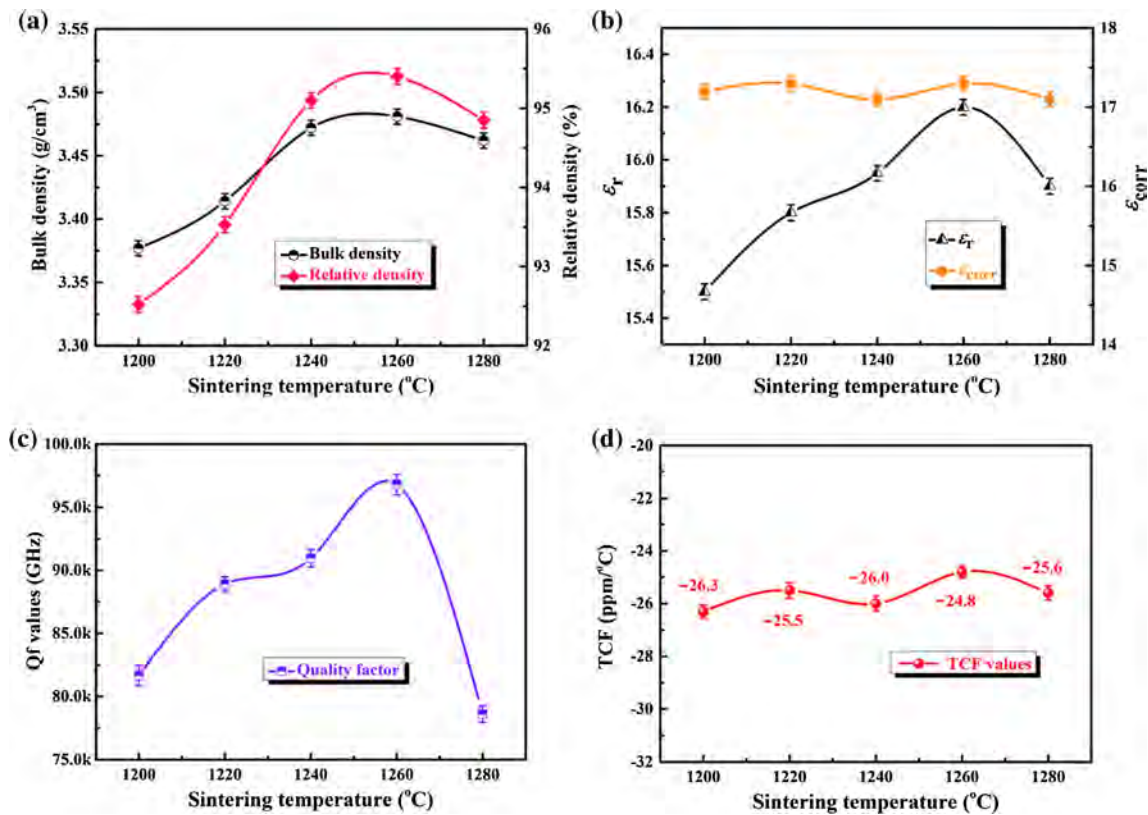 (a)
3.55
3.50
3.45
3.40
3.35
3.30
Bulk density (g/cm³)
96
95
94
93
92
Relative density (%)
Bulk density
Relative density
1200 1220 1240 1260 1280
Sintering temperature (°C)
(b)
16.4
16.2
16.0
15.8
15.6
15.4
εr
18
17
16
15
14
εcorr
εr
εcorr
1200 1220 1240 1260 1280
Sintering temperature (°C)
(c)
100.0k
95.0k
90.0k
85.0k
80.0k
75.0k
Qf values (GHz)
Quality factor
1200 1220 1240 1260 1280
Sintering temperature (°C)
(d)
-20
-22
-24
-26
-28
-30
-32
TCF (ppm/°C)
−26.3
−25.5
−26.0
−24.8
−25.6
TCF values
1200 1220 1240 1260 1280
Sintering temperature (°C)